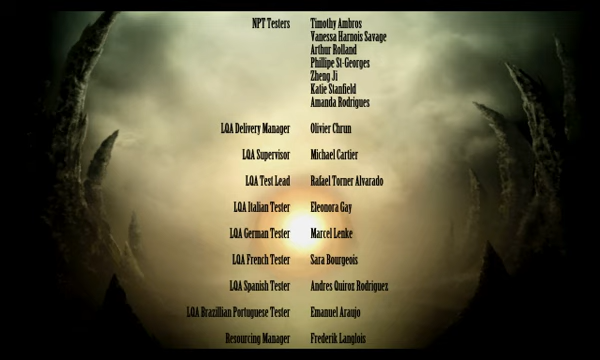 NPT Testers Timothy Ambros
Vanessa Harnois Savage
Arthur Rolland
Phillipe St-Georges
Zheng Ji
Katie Stanfield
Amanda Rodrigues
LQA Delivery Manager Olivier Chrun
LQA Supervisor Michael Cartier
LQA Test Lead Rafael Torner Alvarado
LQA Italian Tester Eleonora Gay
LQA German Tester Marcel Lenke
LQA French Tester Sara Bourgeois
LQA Spanish Tester Andres Quiroz Rodriguez
LQA Brazillian Portuguese Tester Emanuel Araujo
Resourcing Manager Frederik Langlois